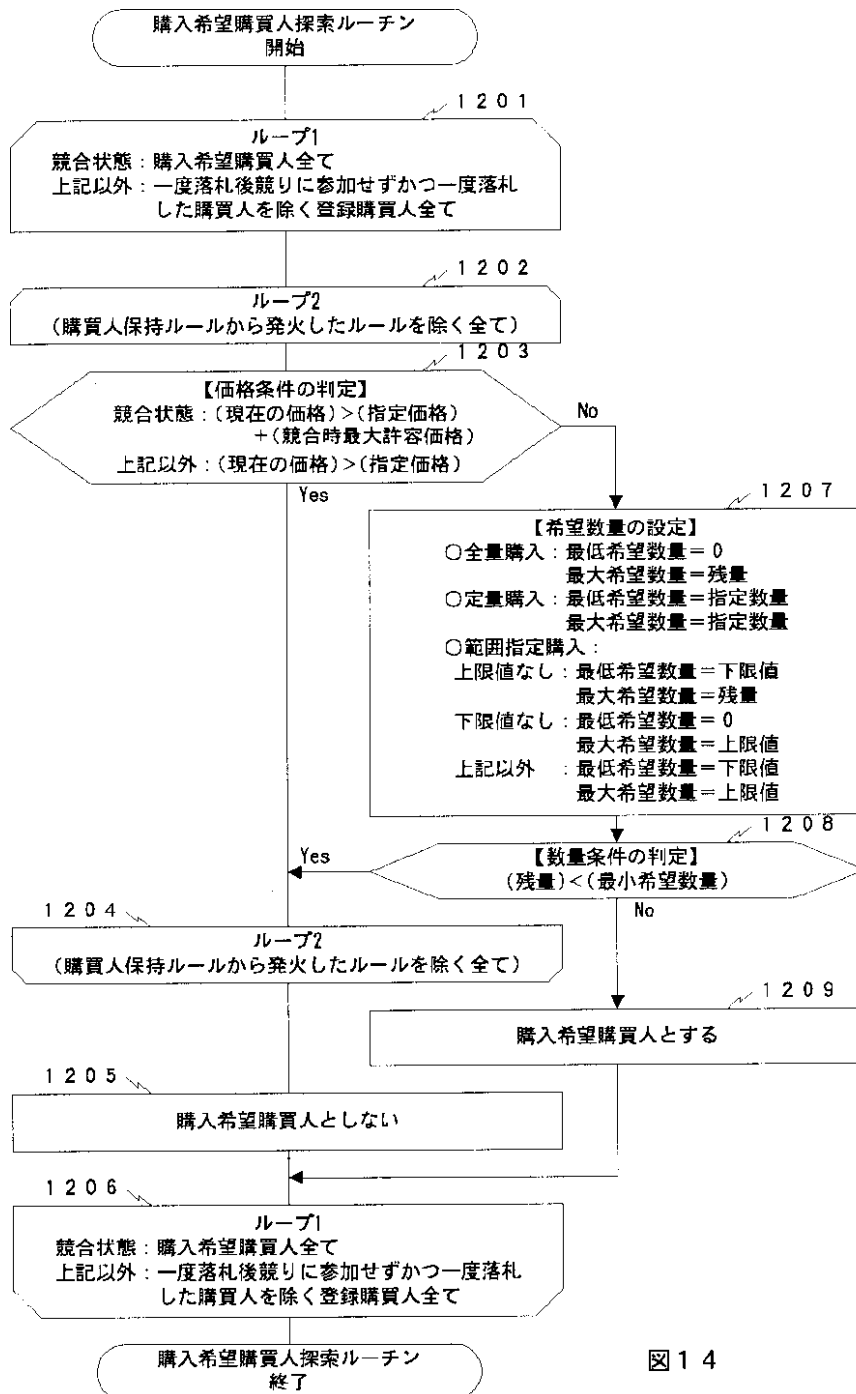 購入希望購買人探索ルーチン
開始
1201
ループ1
競合状態：購入希望購買人全て
上記以外：一度落札後競りに参加せずかつ一度落札
した購買人を除く登録購買人全て
1202
ループ2
（購買人保持ルールから発火したルールを除く全て）
1203
【価格条件の判定】
競合状態：（現在の価格）＞（指定価格）
＋（競合時最大許容価格）
上記以外：（現在の価格）＞（指定価格）
No
Yes
1207
【希望数量の設定】
○全量購入：最低希望数量＝0
最大希望数量＝残量
○定量購入：最低希望数量＝指定数量
最大希望数量＝指定数量
○範囲指定購入：
上限値なし：最低希望数量＝下限値
最大希望数量＝残量
下限値なし：最低希望数量＝0
最大希望数量＝上限値
上記以外　：最低希望数量＝下限値
最大希望数量＝上限値
1208
【数量条件の判定】
（残量）＜（最小希望数量）
Yes
No
1204
ループ2
（購買人保持ルールから発火したルールを除く全て）
1209
購入希望購買人とする
1205
購入希望購買人としない
1206
ループ1
競合状態：購入希望購買人全て
上記以外：一度落札後競りに参加せずかつ一度落札
した購買人を除く登録購買人全て
購入希望購買人探索ルーチン
終了
図14